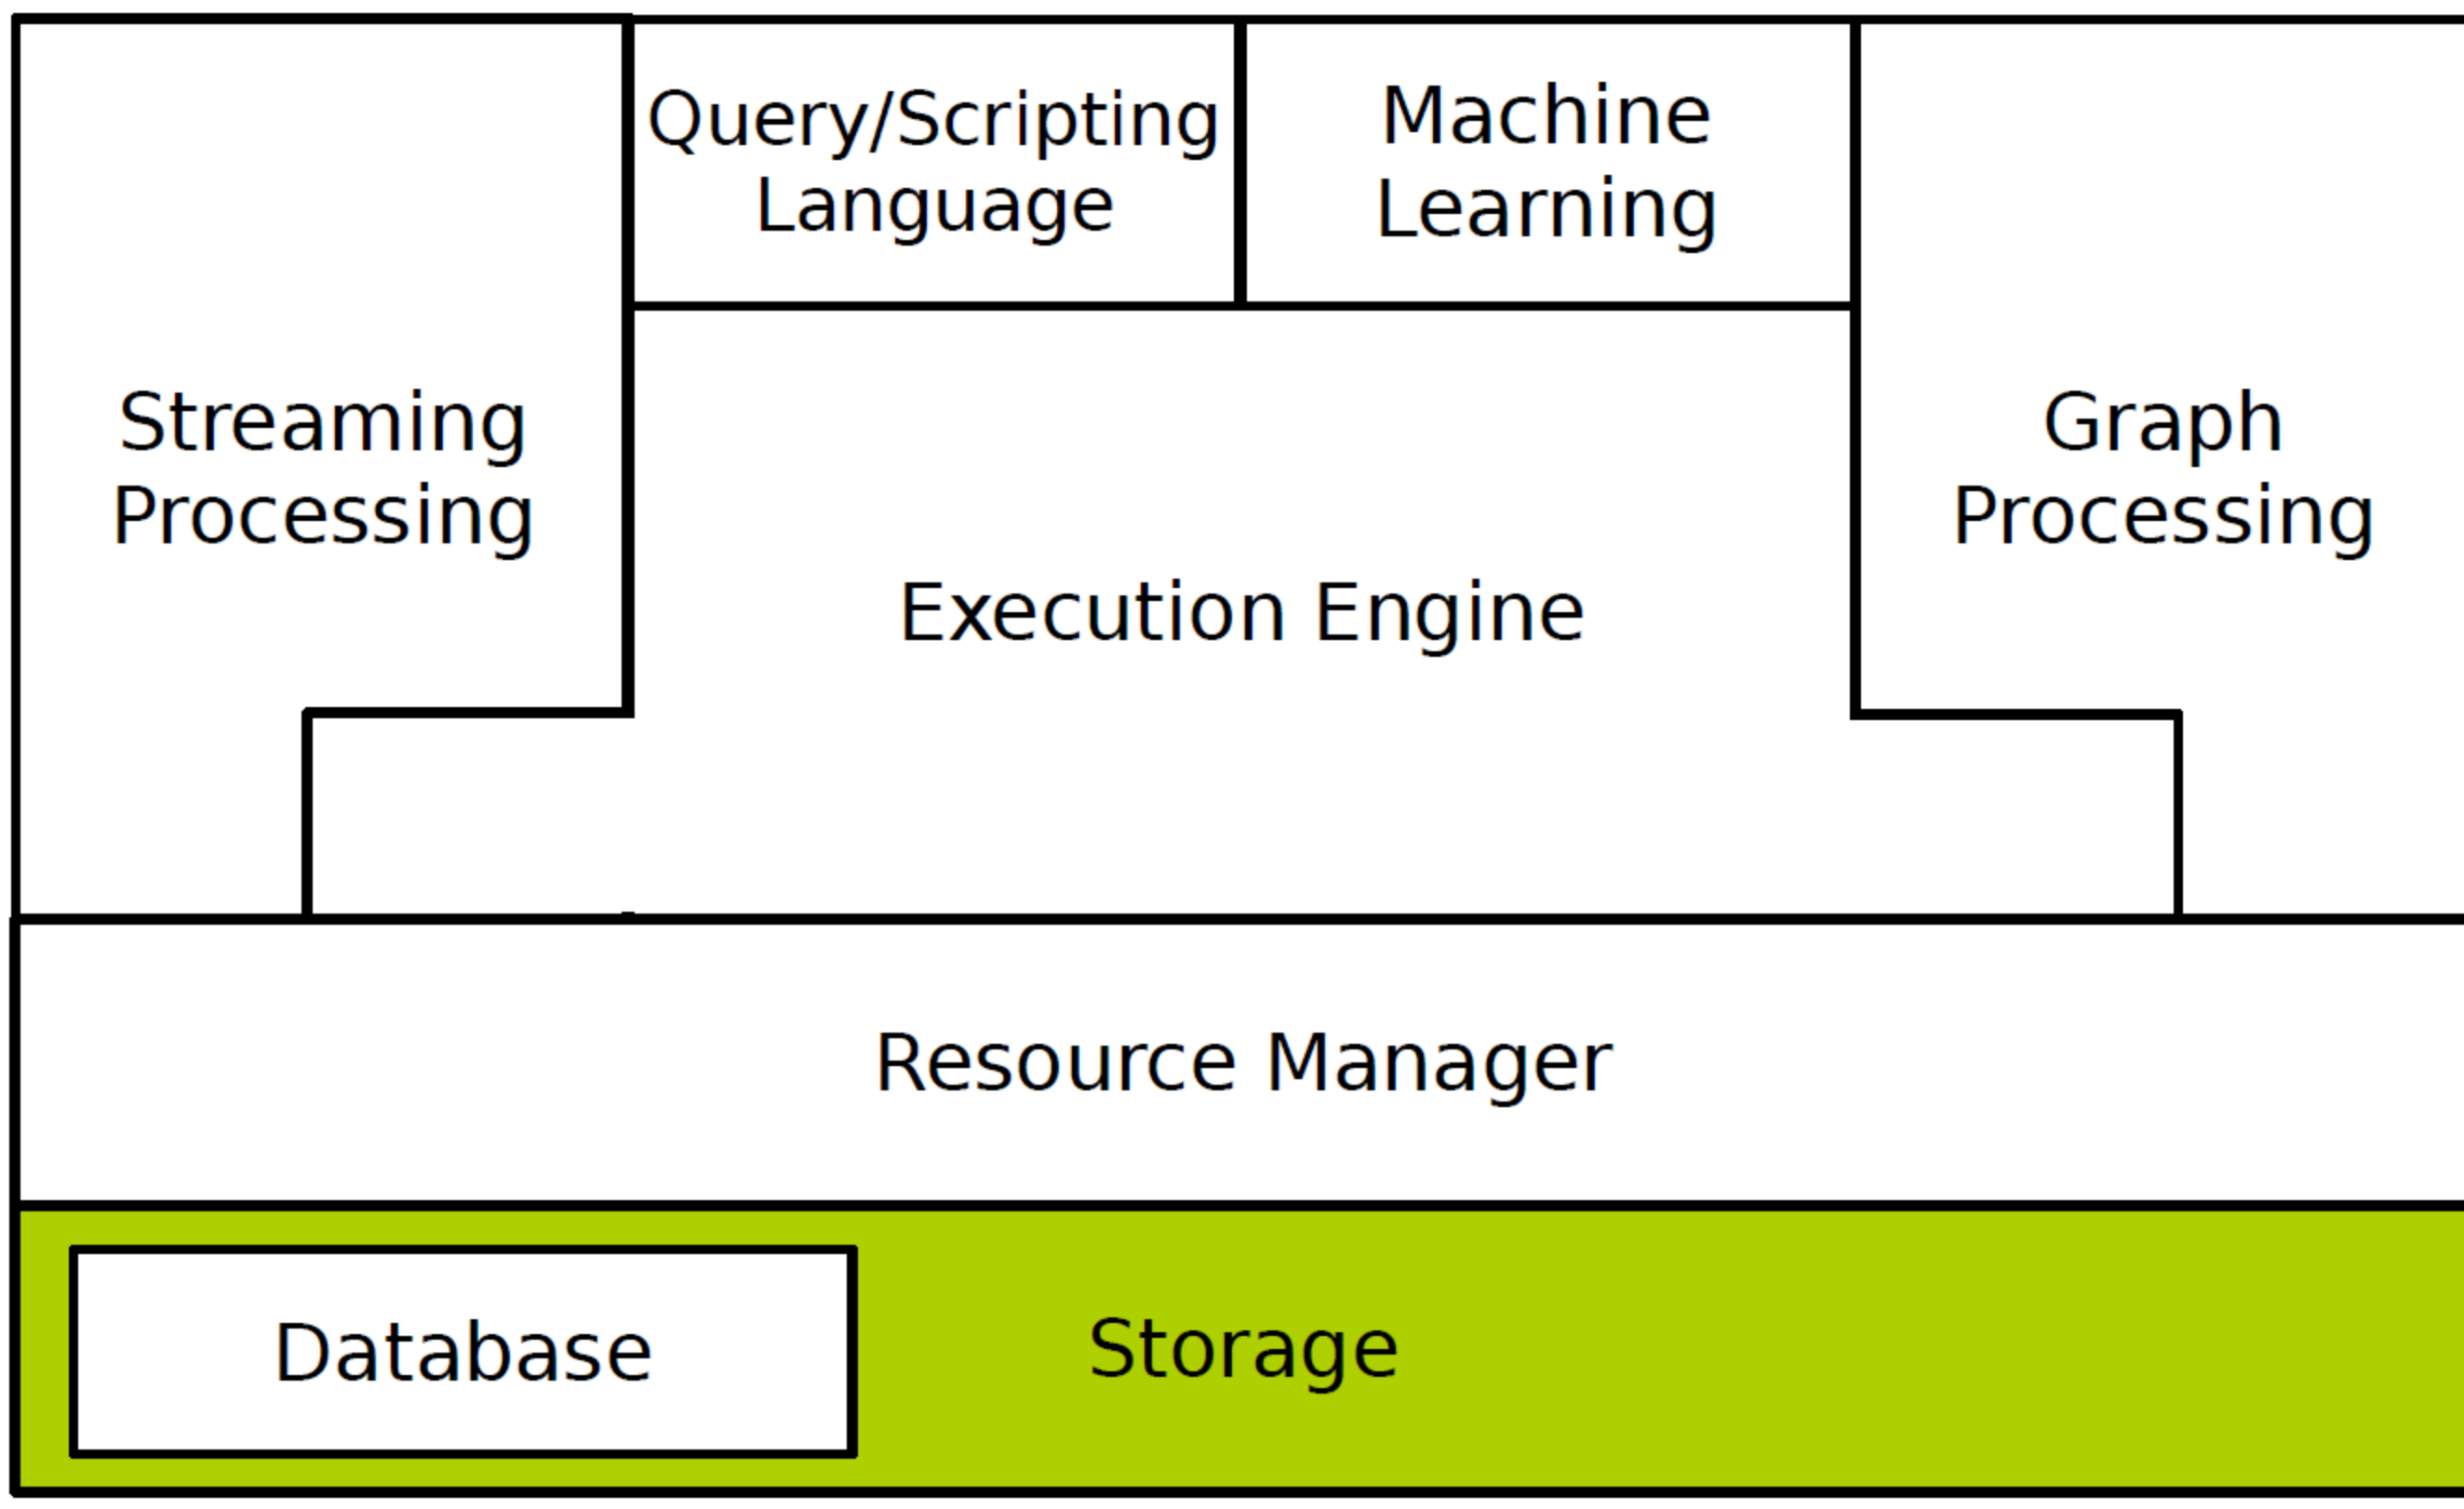 Query/Scripting
Language
Machine
Learning
Streaming
Processing
Graph
Processing
Execution Engine
Resource Manager
Database
Storage